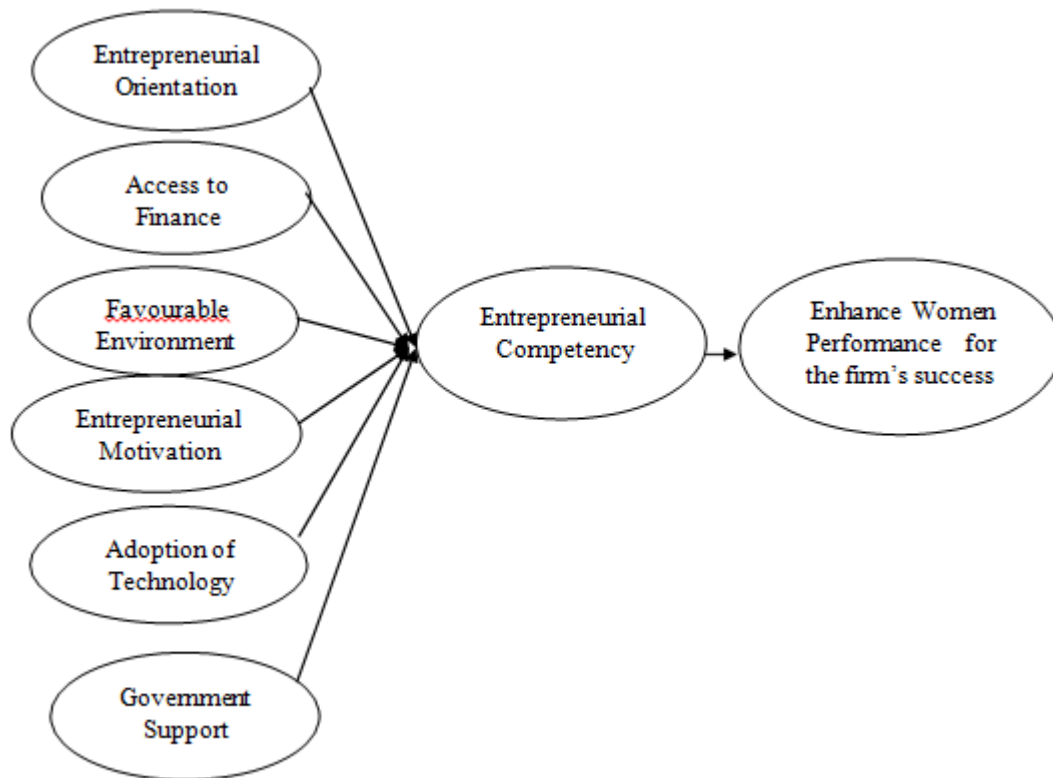 Entrepreneurial
Orientation
Access to
Finance
Favourable
Environment
Entrepreneurial
Motivation
Adoption of
Technology
Government
Support
Entrepreneurial
Competency
Enhance Women
Performance for
the firm's success